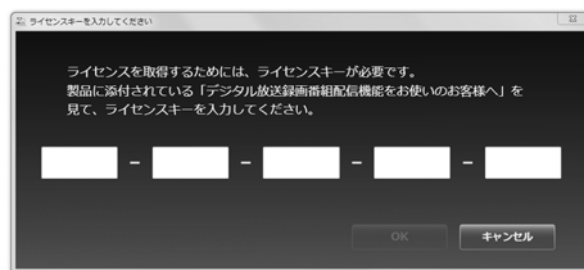 ライセンスキーを入力してください
ライセンスを取得するためには、ライセンスキーが必要です。
製品に添付されている「デジタル放送録画番組配信機能をお使いのお客様へ」を
見て、ライセンスキーを入力してください。
- - - -
OK キャンセル